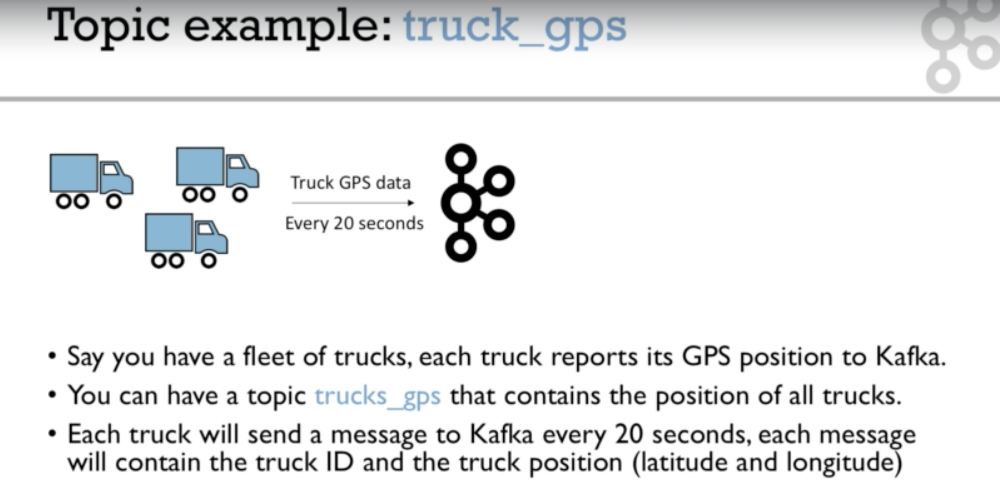 Topic example: truck_gps
Truck GPS data
Every 20 seconds
• Say you have a fleet of trucks, each truck reports its GPS position to Kafka.
• You can have a topic trucks_gps that contains the position of all trucks.
• Each truck will send a message to Kafka every 20 seconds, each message
will contain the truck ID and the truck position (latitude and longitude)